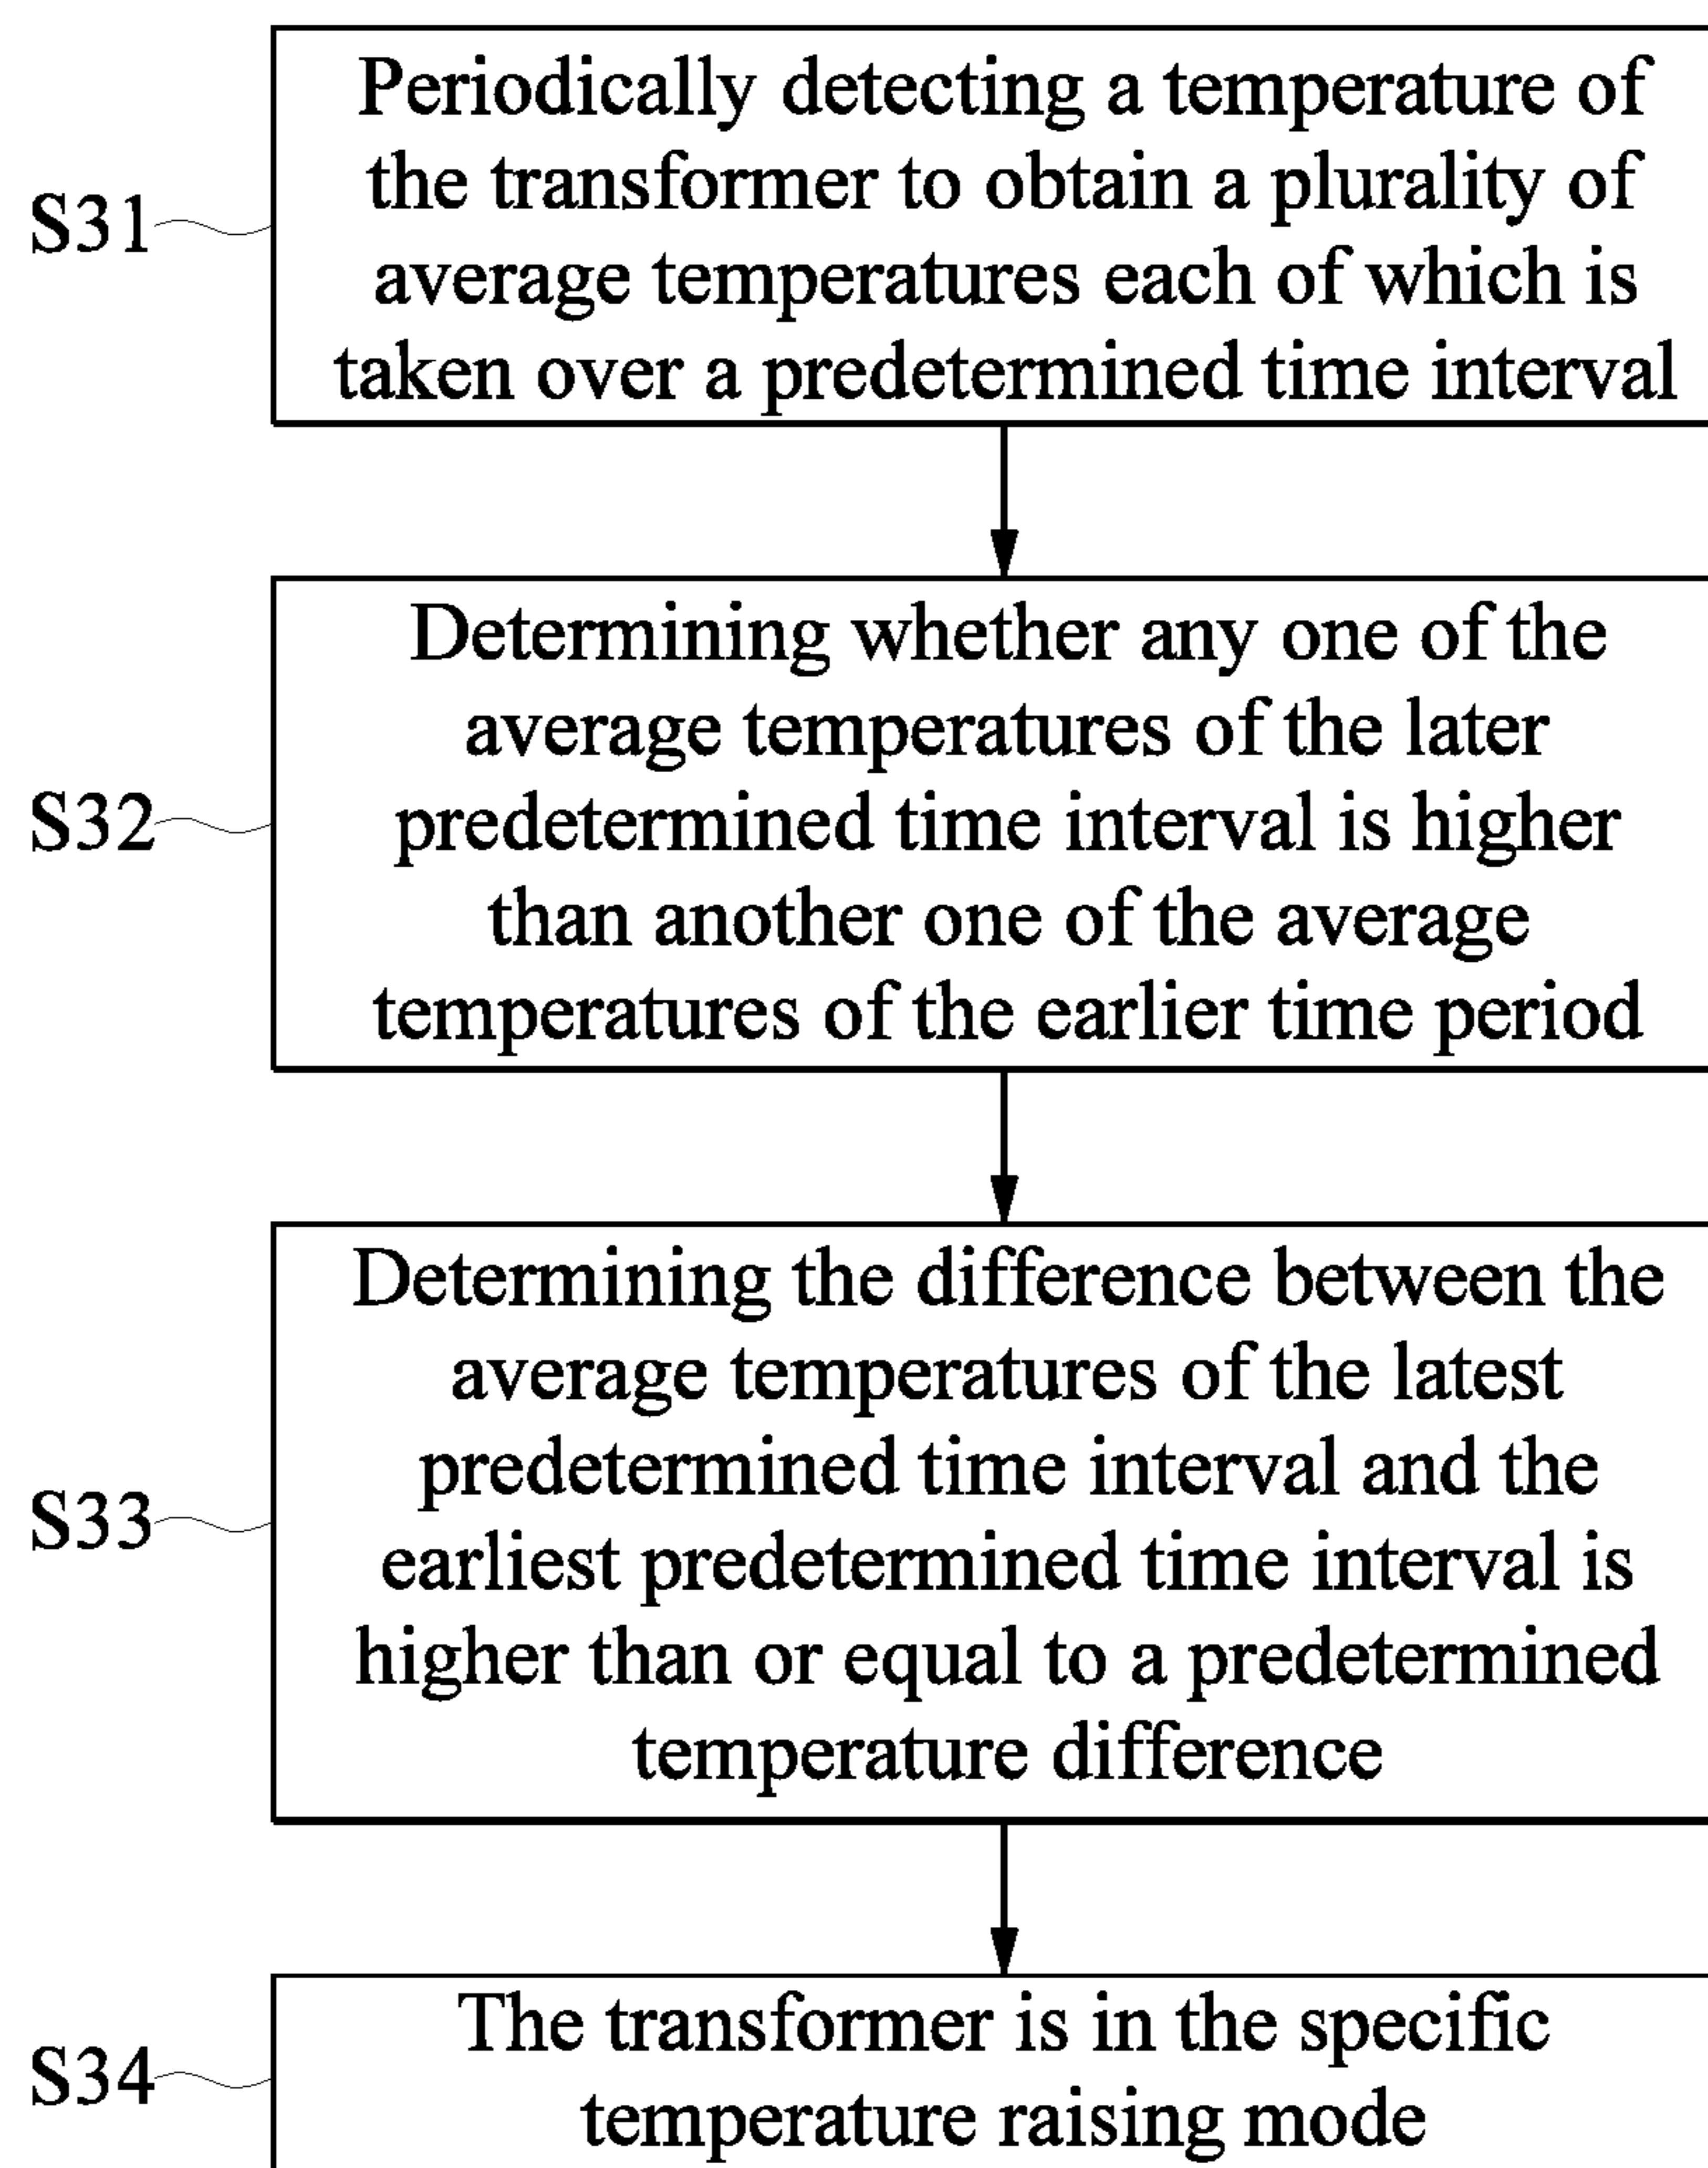 Periodically detecting a temperature of
the transformer to obtain a plurality of
S31
average temperatures each of which is
taken over a predetermined time interval
Determining whether any one of the
average temperatures of the later
S32
predetermined time interval is higher
than another one of the average
temperatures of the earlier time period
Determining the difference between the
average temperatures of the latest
predetermined time interval and the
S33
earliest predetermined time interval is
higher than or equal to a predetermined
temperature difference
The transformer is in the specific
S34
temperature raising mode